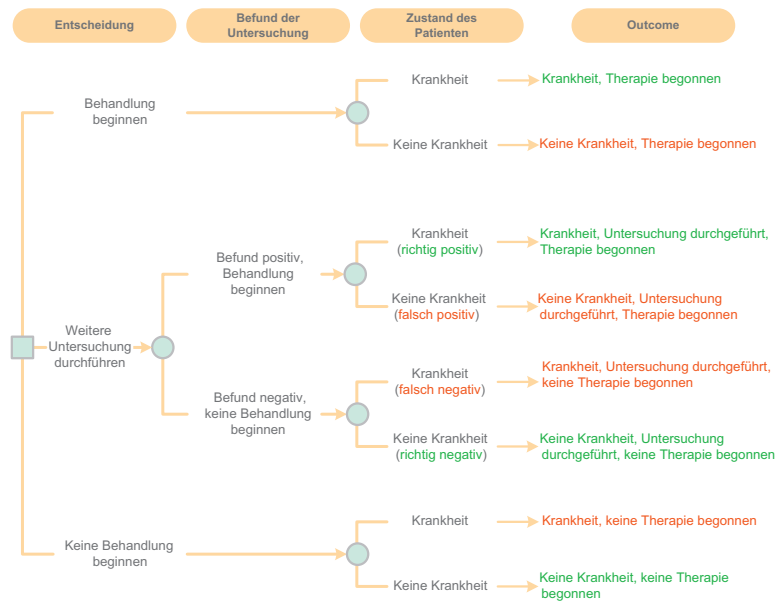 Entscheidung
Befund der
Untersuchung
Zustand des
Patienten
Outcome
Behandlung
beginnen
Krankheit
Krankheit, Therapie begonnen
Keine Krankheit
Keine Krankheit, Therapie begonnen
Weitere
Untersuchung
durchführen
Befund positiv,
Behandlung
beginnen
Krankheit
(richtig positiv)
Krankheit, Untersuchung durchgeführt,
Therapie begonnen
Keine Krankheit
(falsch positiv)
Keine Krankheit, Untersuchung
durchgeführt, Therapie begonnen
Befund negativ,
keine Behandlung
beginnen
Krankheit
(falsch negativ)
Krankheit, Untersuchung durchgeführt,
keine Therapie begonnen
Keine Krankheit
(richtig negativ)
Keine Krankheit, Untersuchung
durchgeführt, keine Therapie begonnen
Keine Behandlung
beginnen
Krankheit
Krankheit, keine Therapie begonnen
Keine Krankheit
Keine Krankheit, keine Therapie
begonnen